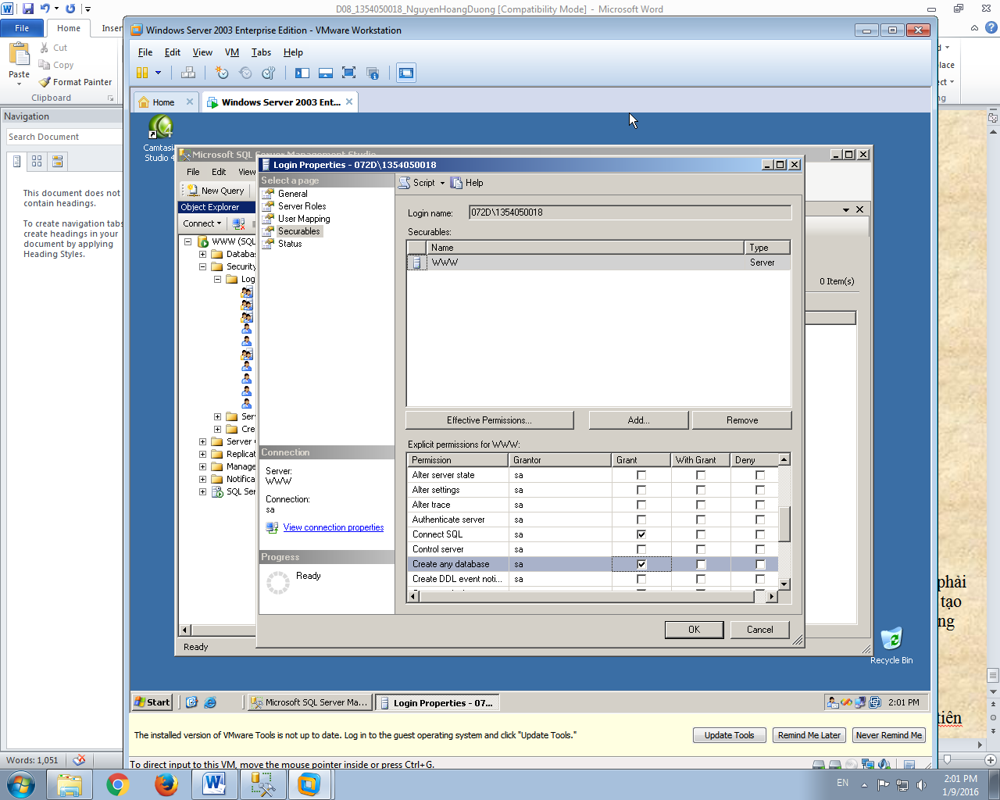 D08_1354050018_NguyenHoangDuong [Compatibility Mode] - Microsoft Word
File
Home
Inser
Cut
Copy
Paste
Format Painter
Clipboard
Navigation
Search Document
This document does not
contain headings.
To create navigation tabs,
create headings in your
document by applying
Heading Styles.
Words: 1,051
phải
tạo
ng
tiên
Windows Server 2003 Enterprise Edition - VMware Workstation
File Edit View VM Tabs Help
Home
Windows Server 2003 Ent...
Camtasia
Studio 4
Microsoft SQL Server Management Studio
File Edit View
New Query
Object Explorer
Connect
WWW (SQL
Databas
Security
Log
Ser
Cre
Server
Replicat
Manage
Notifica
SQL Ser
Ready
0 Item(s)
Login Properties - 072D\1354050018
Select a page
General
Server Roles
User Mapping
Securables
Status
Script Help
Login name: 072D\1354050018
Securables:
Name Type
WWW Server
Effective Permissions... Add... Remove
Explicit permissions for WWW:
Permission Grantor Grant With Grant Deny
Alter server state sa
Alter settings sa
Alter trace sa
Authenticate server sa
Connect SQL sa
Control server sa
Create any database sa
Create DDL event noti... sa
Connection
Server:
WWW
Connection:
sa
View connection properties
Progress
Ready
OK Cancel
Recycle Bin
Start
Microsoft SQL Server Ma...
Login Properties - 07...
2:01 PM
The installed version of VMware Tools is not up to date. Log in to the guest operating system and click "Update Tools."
Update Tools Remind Me Later Never Remind Me
To direct input to this VM, move the mouse pointer inside or press Ctrl+G.
EN
2:01 PM
1/9/2016